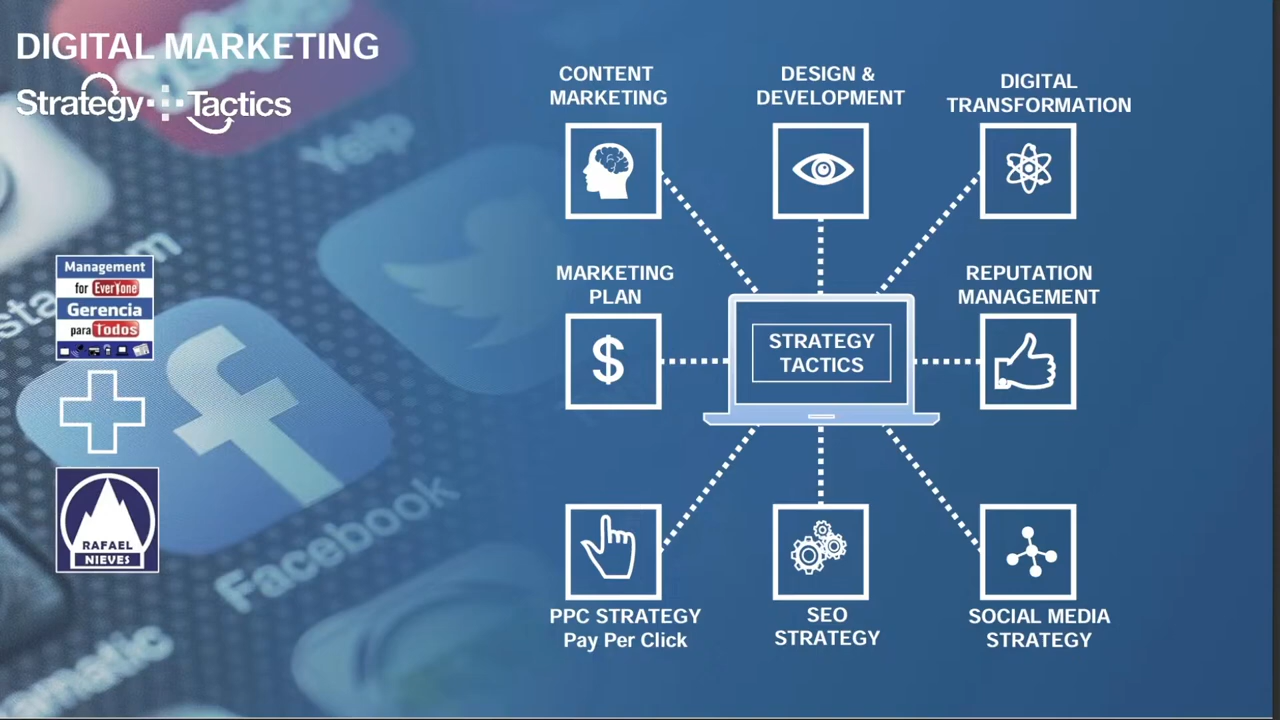 DIGITAL MARKETING
Strategy + Tactics
Yelp
Management
for Everyone
Gerencia
para Todos
Facebook
RAFAEL
NIEVES
CONTENT
MARKETING
DESIGN &
DEVELOPMENT
DIGITAL
TRANSFORMATION
MARKETING
PLAN
$
STRATEGY
TACTICS
REPUTATION
MANAGEMENT
PPC STRATEGY
Pay Per Click
SEO
STRATEGY
SOCIAL MEDIA
STRATEGY